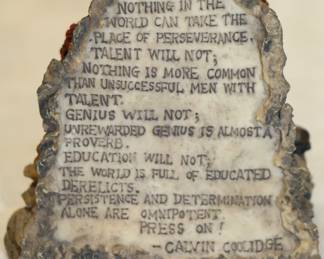 NOTHING IN THE
WORLD CAN TAKE THE
PLACE OF PERSEVERANCE.
TALENT WILL NOT;
NOTHING IS MORE COMMON
THAN UNSUCCESSFUL MEN WITH
TALENT.
GENIUS WILL NOT;
UNREWARDED GENIUS IS ALMOST A
PROVERB.
EDUCATION WILL NOT;
THE WORLD IS FULL OF EDUCATED
DERELICTS.
PERSISTENCE AND DETERMINATION
ALONE ARE OMNIPOTENT.
PRESS ON!
- CALVIN COOLIDGE